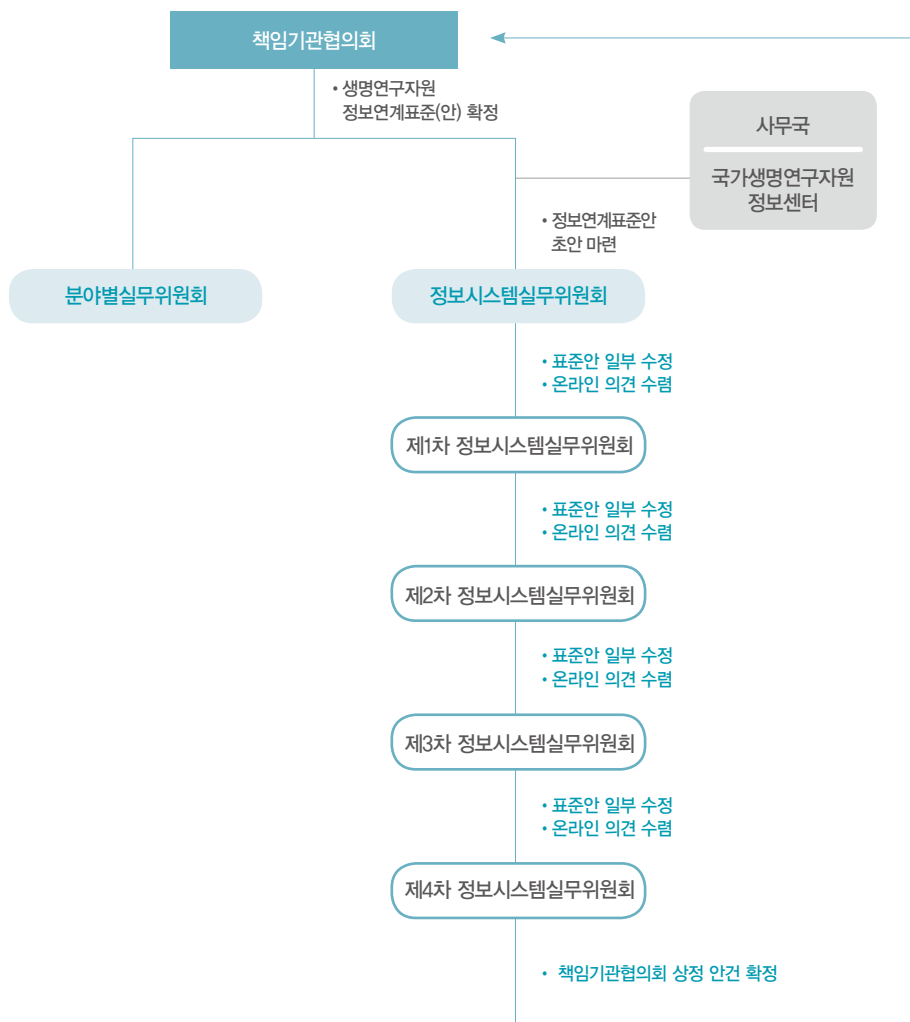 책임기관협의회
• 생명연구자원
정보연계표준(안) 확정
사무국
국가생명연구자원
정보센터
• 정보연계표준안
초안 마련
분야별실무위원회
정보시스템실무위원회
• 표준안 일부 수정
• 온라인 의견 수렴
제1차 정보시스템실무위원회
• 표준안 일부 수정
• 온라인 의견 수렴
제2차 정보시스템실무위원회
• 표준안 일부 수정
• 온라인 의견 수렴
제3차 정보시스템실무위원회
• 표준안 일부 수정
• 온라인 의견 수렴
제4차 정보시스템실무위원회
• 책임기관협의회 상정 안건 확정